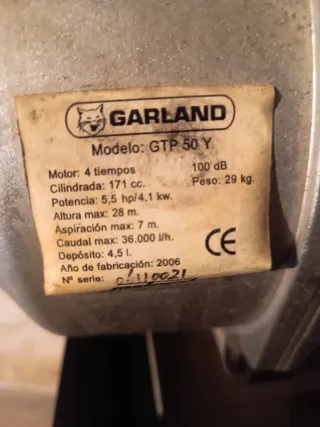 GARLAND
Modelo: GTP 50 Y
Motor: 4 tiempos 100 dB
Cilindrada: 171 cc. Peso: 29 kg.
Potencia: 5,5 hp/4,1 kw.
Altura max: 28 m.
Aspiración max: 7 m.
Caudal max: 36.000 l/h.
Depósito: 4,5 l.
Año de fabricación: 2006
Nº serie:
CE